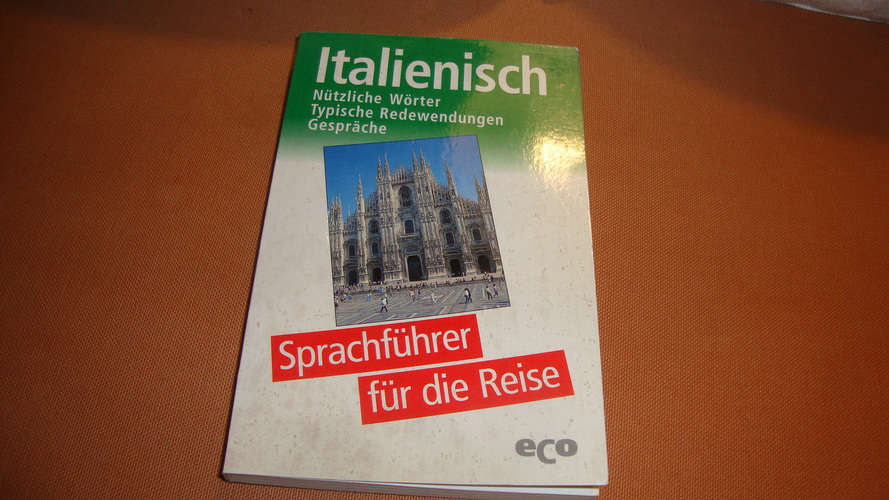 Italienisch
Nützliche Wörter
Typische Redewendungen
Gespräche
Sprachführer
für die Reise
eco